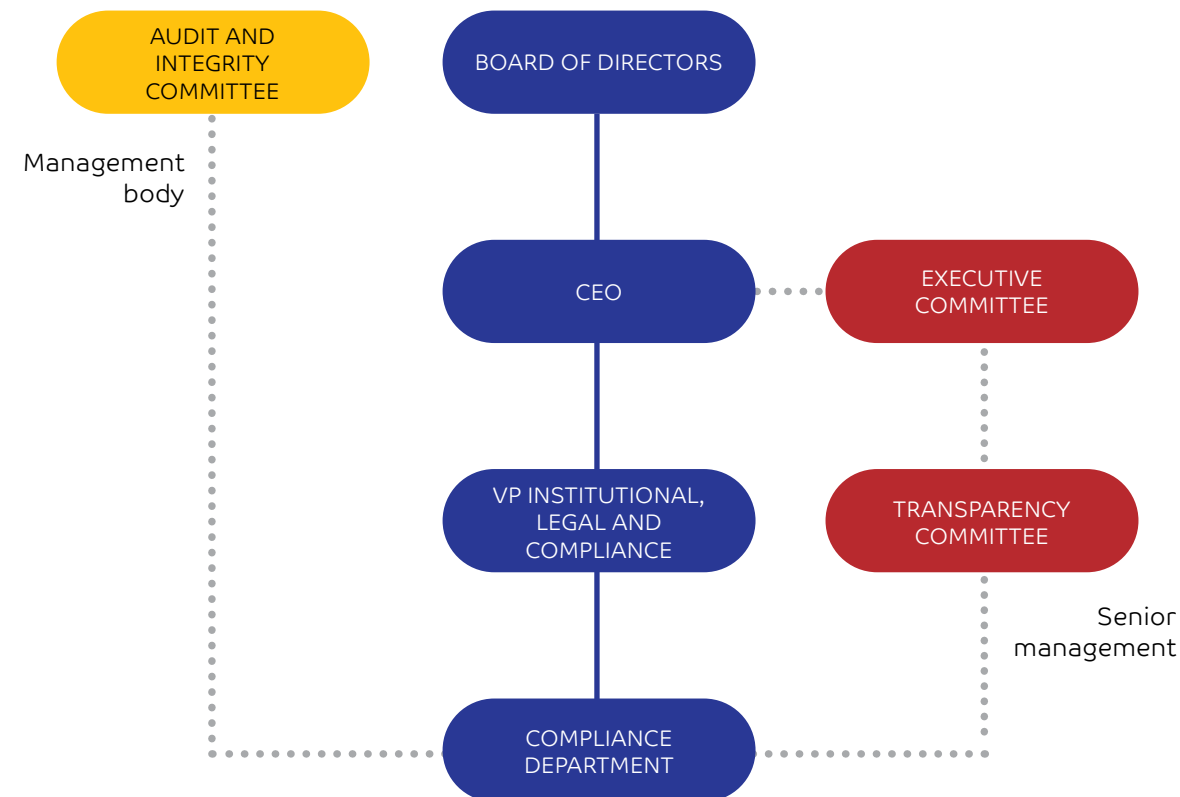 AUDIT AND
INTEGRITY
COMMITTEE
BOARD OF DIRECTORS
Management
body
CEO
EXECUTIVE
COMMITTEE
VP INSTITUTIONAL,
LEGAL AND
COMPLIANCE
TRANSPARENCY
COMMITTEE
Senior
management
COMPLIANCE
DEPARTMENT